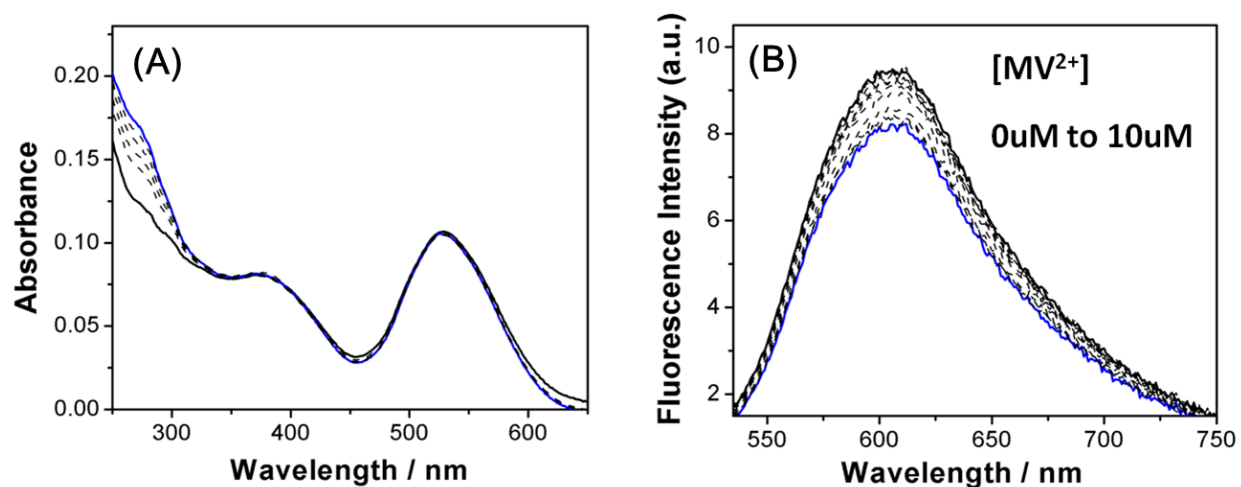 (A)
Absorbance
0.20
0.15
0.10
0.05
0.00
300
400
500
600
Wavelength / nm
(B)
[MV²⁺]
0uM to 10uM
Fluorescence Intensity (a.u.)
10
8
6
4
2
550
600
650
700
750
Wavelength / nm